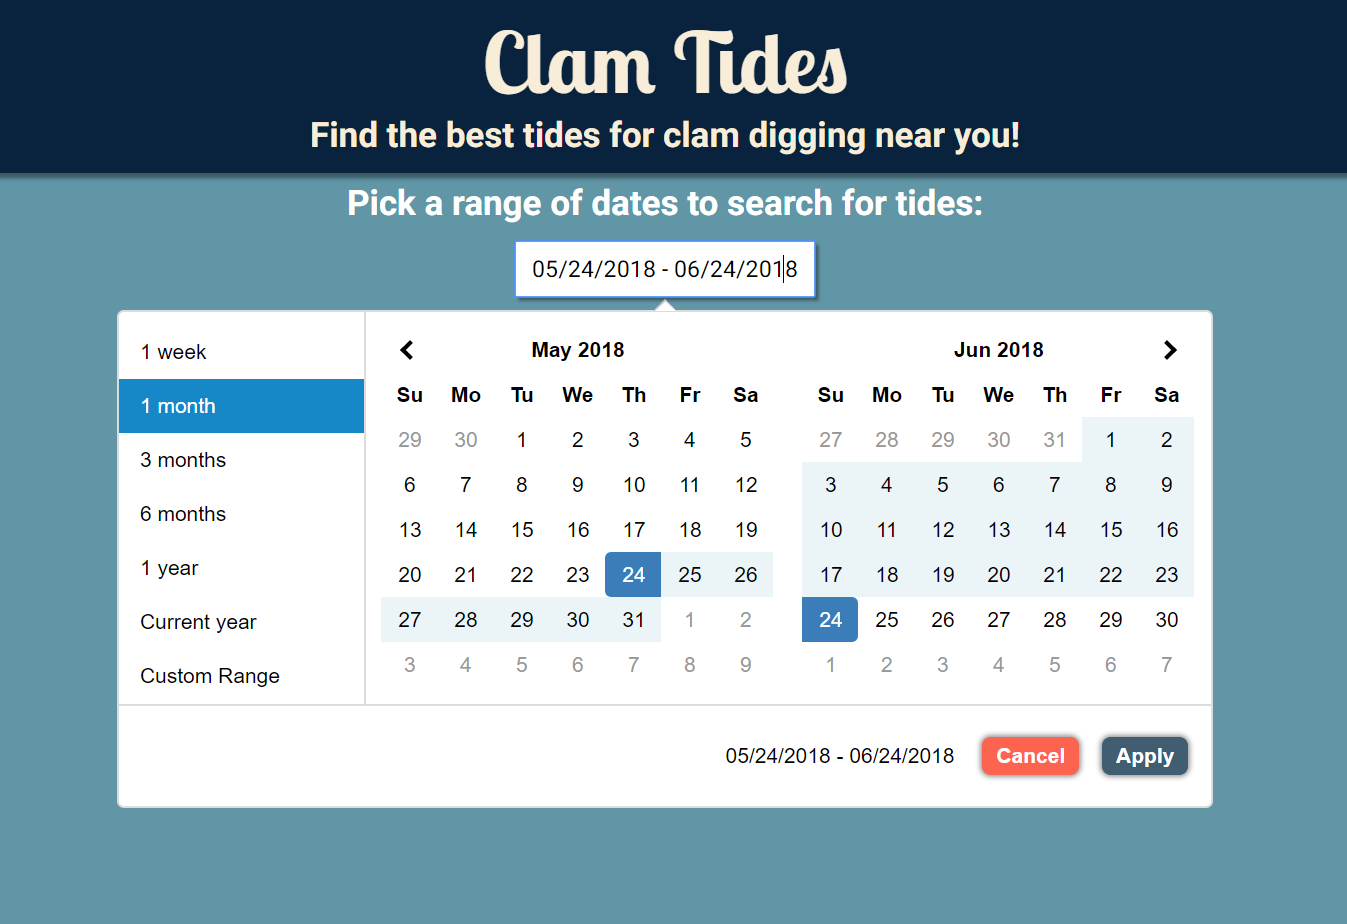 Clam Tides
Find the best tides for clam digging near you!
Pick a range of dates to search for tides:
05/24/2018 - 06/24/2018
1 week
1 month
3 months
6 months
1 year
Current year
Custom Range
May 2018
Su Mo Tu We Th Fr Sa
29 30 1 2 3 4 5
6 7 8 9 10 11 12
13 14 15 16 17 18 19
20 21 22 23 24 25 26
27 28 29 30 31 1 2
3 4 5 6 7 8 9
Jun 2018
Su Mo Tu We Th Fr Sa
27 28 29 30 31 1 2
3 4 5 6 7 8 9
10 11 12 13 14 15 16
17 18 19 20 21 22 23
24 25 26 27 28 29 30
1 2 3 4 5 6 7
05/24/2018 - 06/24/2018 Cancel Apply